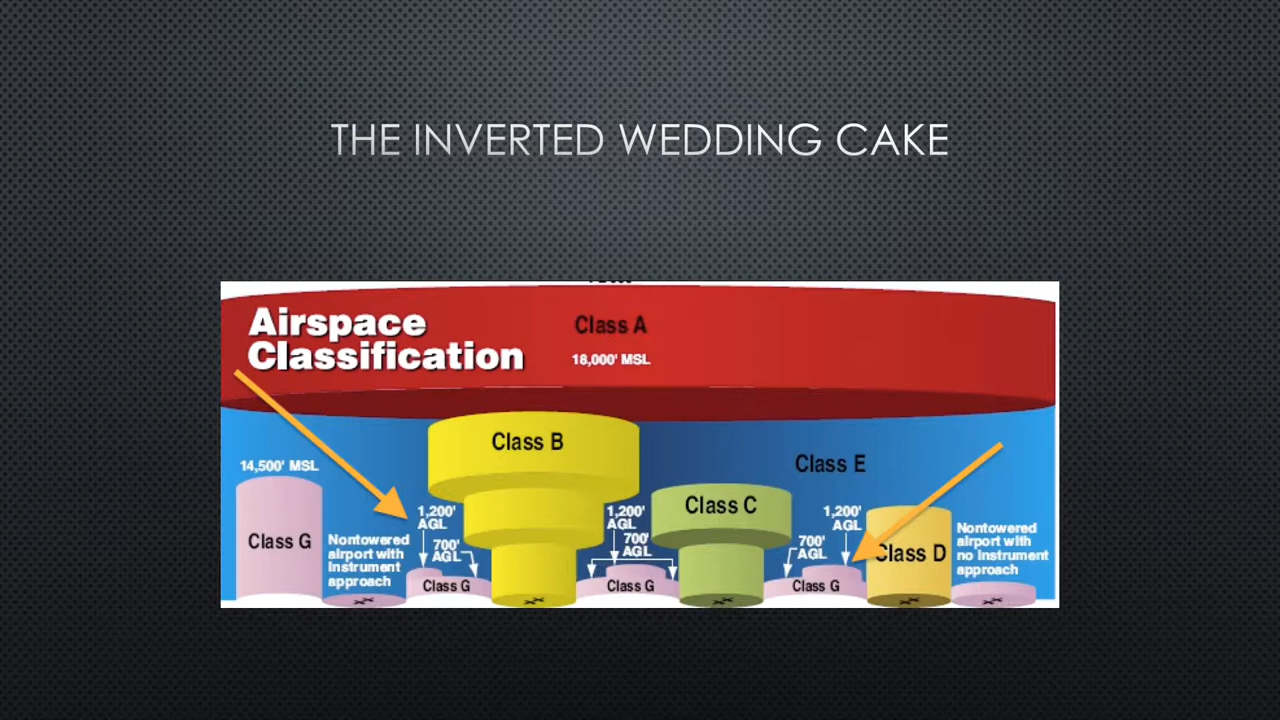 THE INVERTED WEDDING CAKE
Airspace
Classification
Class A
18,000' MSL
Class B
14,500' MSL
Class E
Class C
1,200'
AGL
1,200'
AGL
1,200'
AGL
Class G
Nontowered
airport with
Instrument
approach
700'
AGL
700'
AGL
700'
AGL
Class D
Nontowered
airport with
no Instrument
approach
Class G
Class G
Class G